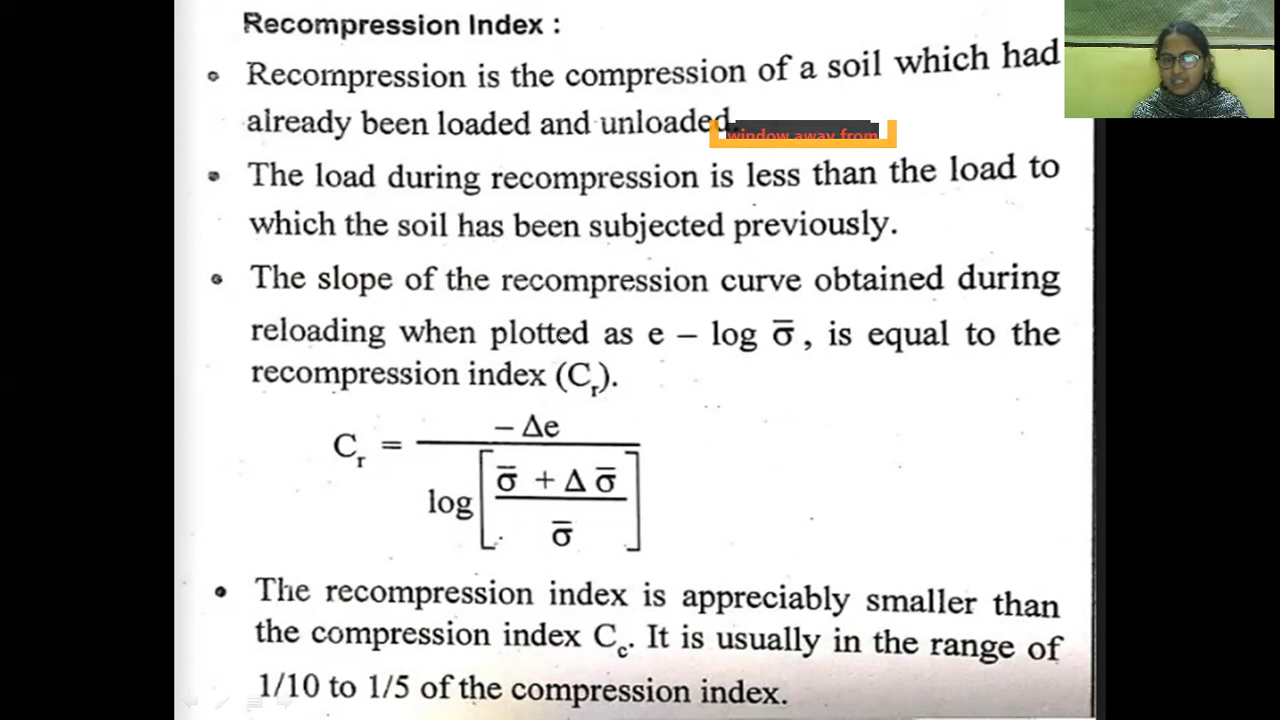 Recompression Index :
• Recompression is the compression of a soil which had
already been loaded and unloaded.
window away from
• The load during recompression is less than the load to
which the soil has been subjected previously.
• The slope of the recompression curve obtained during
reloading when plotted as e – log σ̅ , is equal to the
recompression index (Cᵣ).
Cᵣ = – Δe / log [ (σ̅ + Δ σ̅) / σ̅ ]
• The recompression index is appreciably smaller than
the compression index C_c. It is usually in the range of
1/10 to 1/5 of the compression index.